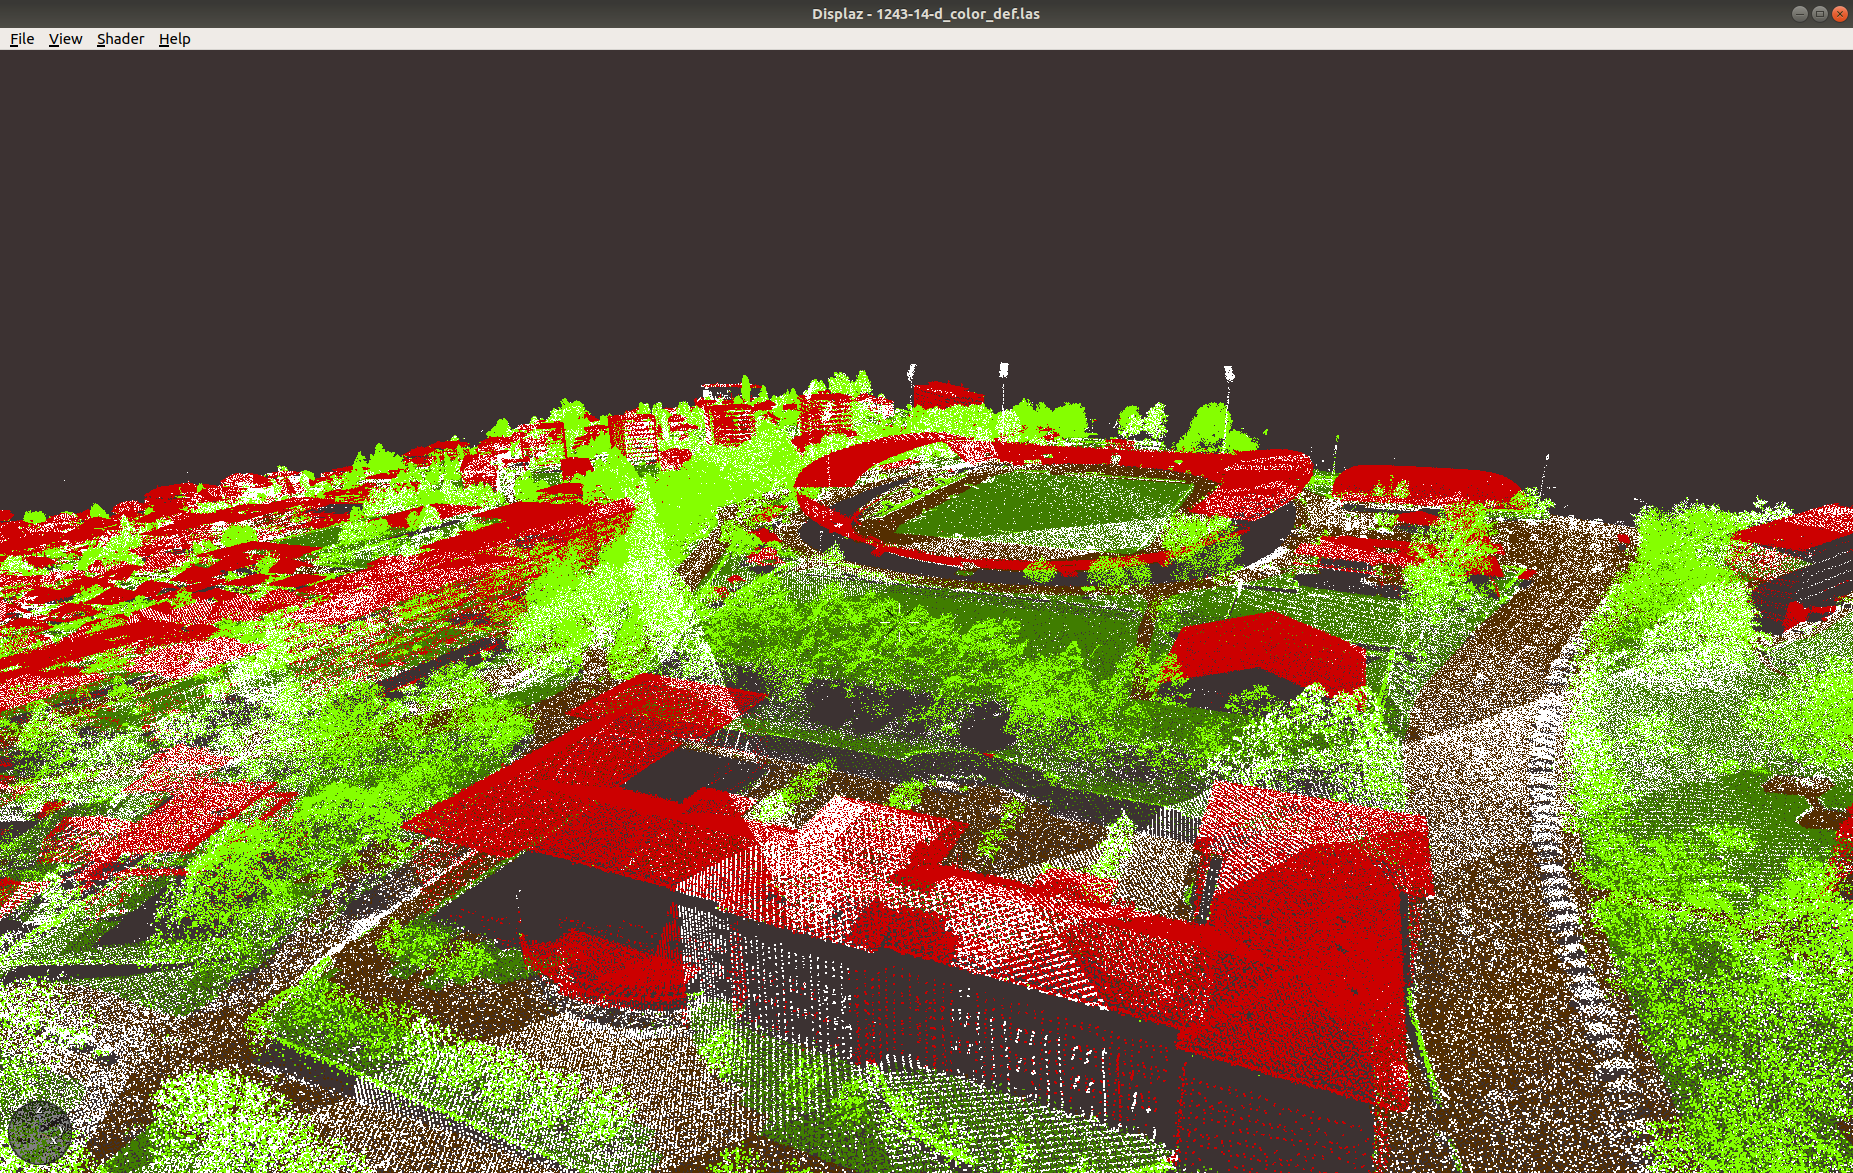 Displaz - 1243-14-d_color_def.las
File View Shader Help